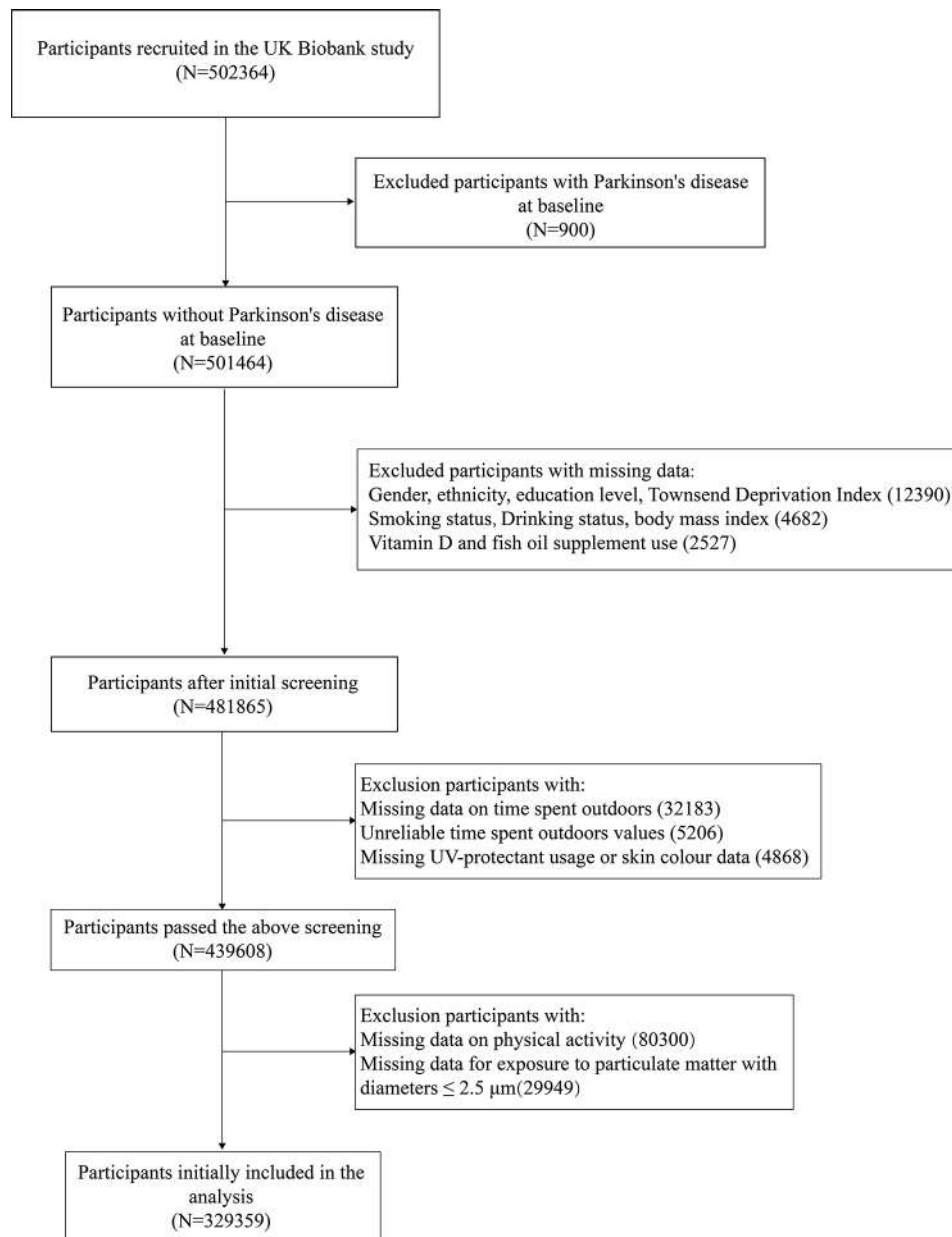 Participants recruited in the UK Biobank study
(N=502364)
Excluded participants with Parkinson's disease
at baseline
(N=900)
Participants without Parkinson's disease
at baseline
(N=501464)
Excluded participants with missing data:
Gender, ethnicity, education level, Townsend Deprivation Index (12390)
Smoking status, Drinking status, body mass index (4682)
Vitamin D and fish oil supplement use (2527)
Participants after initial screening
(N=481865)
Exclusion participants with:
Missing data on time spent outdoors (32183)
Unreliable time spent outdoors values (5206)
Missing UV-protectant usage or skin colour data (4868)
Participants passed the above screening
(N=439608)
Exclusion participants with:
Missing data on physical activity (80300)
Missing data for exposure to particulate matter with
diameters ≤ 2.5 μm(29949)
Participants initially included in the
analysis
(N=329359)